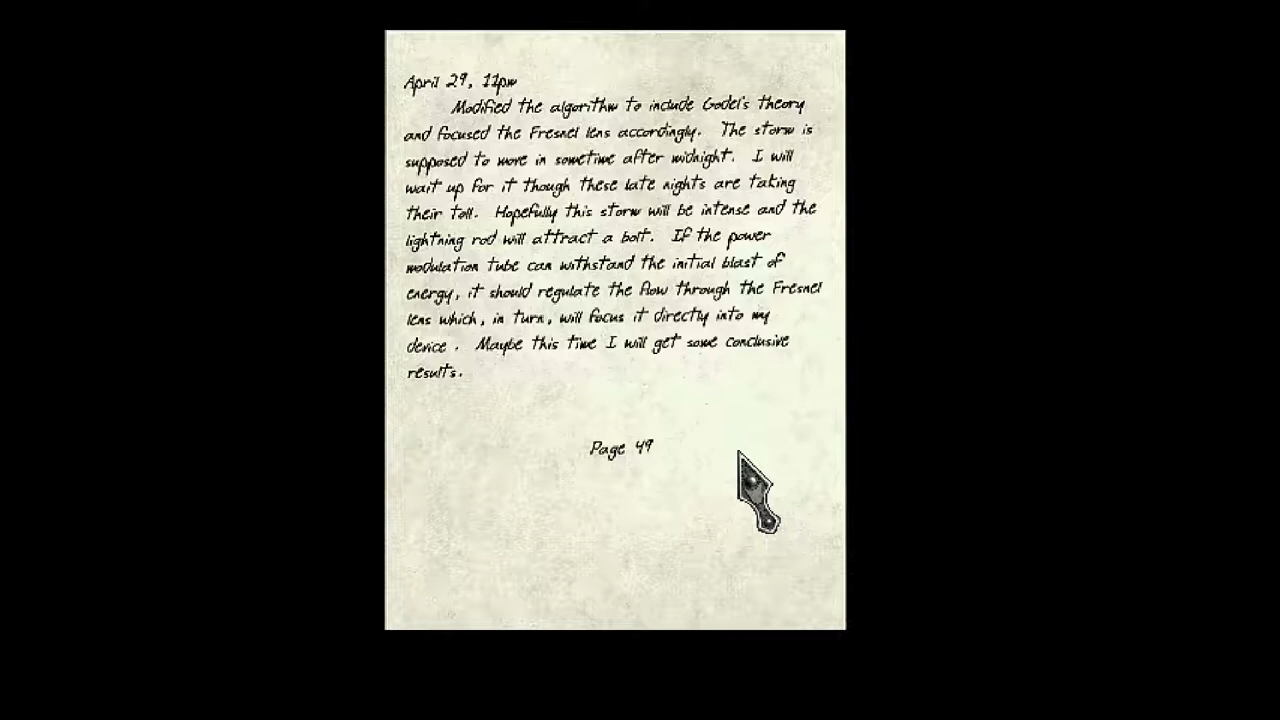 April 29, 11pm
Modified the algorithm to include Godel's theory
and focused the Fresnel lens accordingly. The storm is
supposed to move in sometime after midnight. I will
wait up for it though these late nights are taking
their toll. Hopefully this storm will be intense and the
lightning rod will attract a bolt. If the power
modulation tube can withstand the initial blast of
energy, it should regulate the flow through the Fresnel
lens which, in turn, will focus it directly into my
device. Maybe this time I will get some conclusive
results.
Page 49